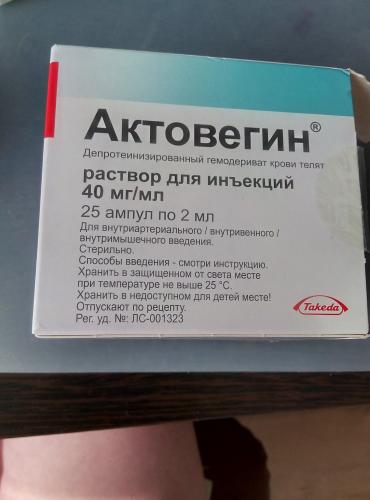 Актовегин®
Депротеинизированный гемодериват крови телят
раствор для инъекций
40 мг/мл
25 ампул по 2 мл
Для внутриартериального / внутривенного /
внутримышечного введения.
Стерильно.
Способы введения - смотри инструкцию.
Хранить в защищенном от света месте
при температуре не выше 25 °C.
Хранить в недоступном для детей месте!
Отпускают по рецепту.
Рег. уд. №: ЛС-001323
Takeda